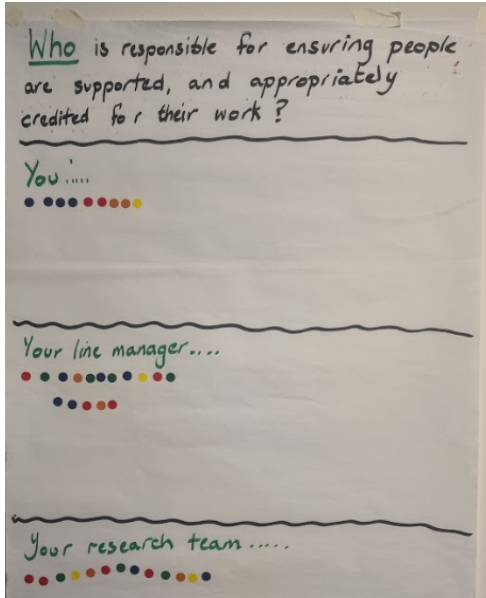 Who is responsible for ensuring people
are supported, and appropriately
credited for their work ?
You .....
Your line manager....
Your research team .....